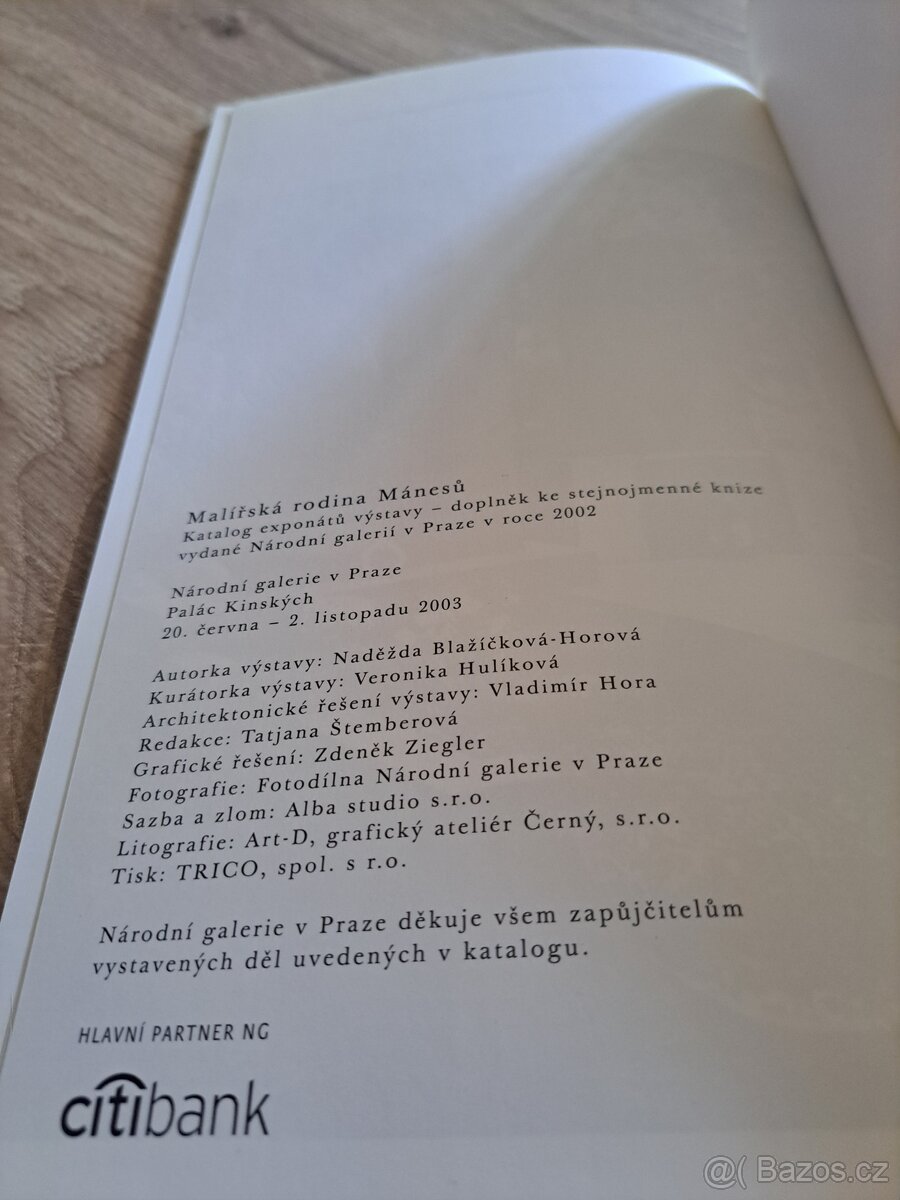 Malířská rodina Mánesů
Katalog exponátů výstavy – doplněk ke stejnojmenné knize
vydané Národní galerií v Praze v roce 2002
Národní galerie v Praze
Palác Kinských
20. června – 2. listopadu 2003
Autorka výstavy: Naděžda Blažíčková-Horová
Kurátorka výstavy: Veronika Hulíková
Architektonické řešení výstavy: Vladimír Hora
Redakce: Tatjana Štemberová
Grafické řešení: Zdeněk Ziegler
Fotografie: Fotodílna Národní galerie v Praze
Sazba a zlom: Alba studio s.r.o.
Litografie: Art-D, grafický ateliér Černý, s.r.o.
Tisk: TRICO, spol. s r.o.
Národní galerie v Praze děkuje všem zapůjčitelům
vystavených děl uvedených v katalogu.
HLAVNÍ PARTNER NG
citibank
@( Bazos.cz